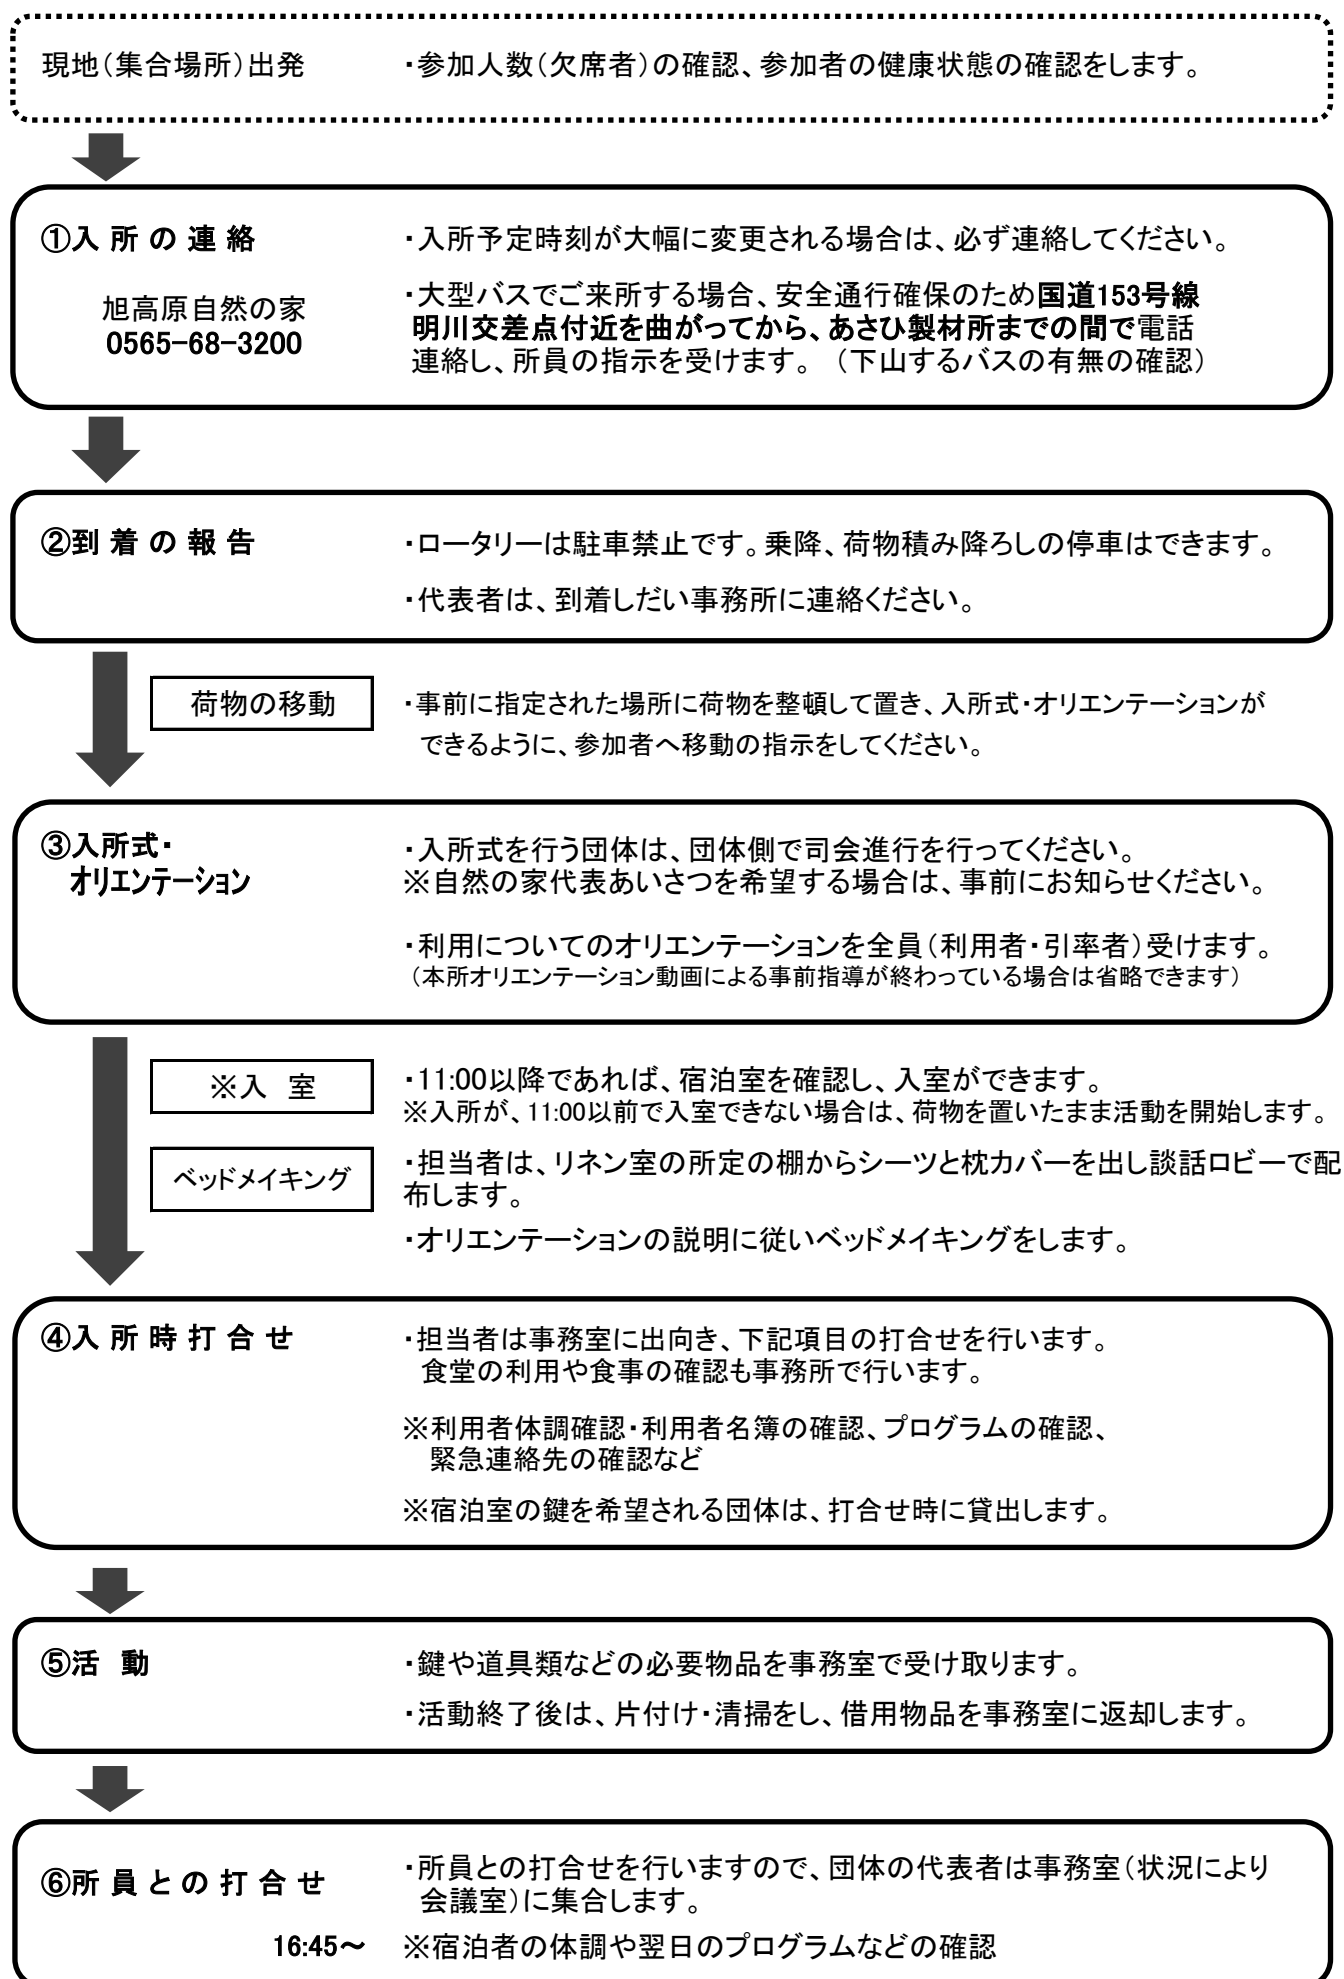 現地(集合場所)出発
・参加人数(欠席者)の確認、参加者の健康状態の確認をします。
①入 所 の 連 絡
・入所予定時刻が大幅に変更される場合は、必ず連絡してください。
旭高原自然の家
0565-68-3200
・大型バスでご来所する場合、安全通行確保のため国道153号線
明川交差点付近を曲がってから、あさひ製材所までの間で電話
連絡し、所員の指示を受けます。 (下山するバスの有無の確認)
②到 着 の 報 告
・ロータリーは駐車禁止です。乗降、荷物積み降ろしの停車はできます。
・代表者は、到着しだい事務所に連絡ください。
荷物の移動
・事前に指定された場所に荷物を整頓して置き、入所式・オリエンテーションが
できるように、参加者へ移動の指示をしてください。
③入所式・
オリエンテーション
・入所式を行う団体は、団体側で司会進行を行ってください。
※自然の家代表あいさつを希望する場合は、事前にお知らせください。
・利用についてのオリエンテーションを全員(利用者・引率者)受けます。
(本所オリエンテーション動画による事前指導が終わっている場合は省略できます)
※入 室
・11:00以降であれば、宿泊室を確認し、入室ができます。
※入所が、11:00以前で入室できない場合は、荷物を置いたまま活動を開始します。
ベッドメイキング
・担当者は、リネン室の所定の棚からシーツと枕カバーを出し談話ロビーで配
布します。
・オリエンテーションの説明に従いベッドメイキングをします。
④入 所 時 打 合 せ
・担当者は事務室に出向き、下記項目の打合せを行います。
食堂の利用や食事の確認も事務所で行います。
※利用者体調確認・利用者名簿の確認、プログラムの確認、
緊急連絡先の確認など
※宿泊室の鍵を希望される団体は、打合せ時に貸出します。
⑤活 動
・鍵や道具類などの必要物品を事務室で受け取ります。
・活動終了後は、片付け・清掃をし、借用物品を事務室に返却します。
⑥所 員 と の 打 合 せ
・所員との打合せを行いますので、団体の代表者は事務室(状況により
会議室)に集合します。
16:45~
※宿泊者の体調や翌日のプログラムなどの確認